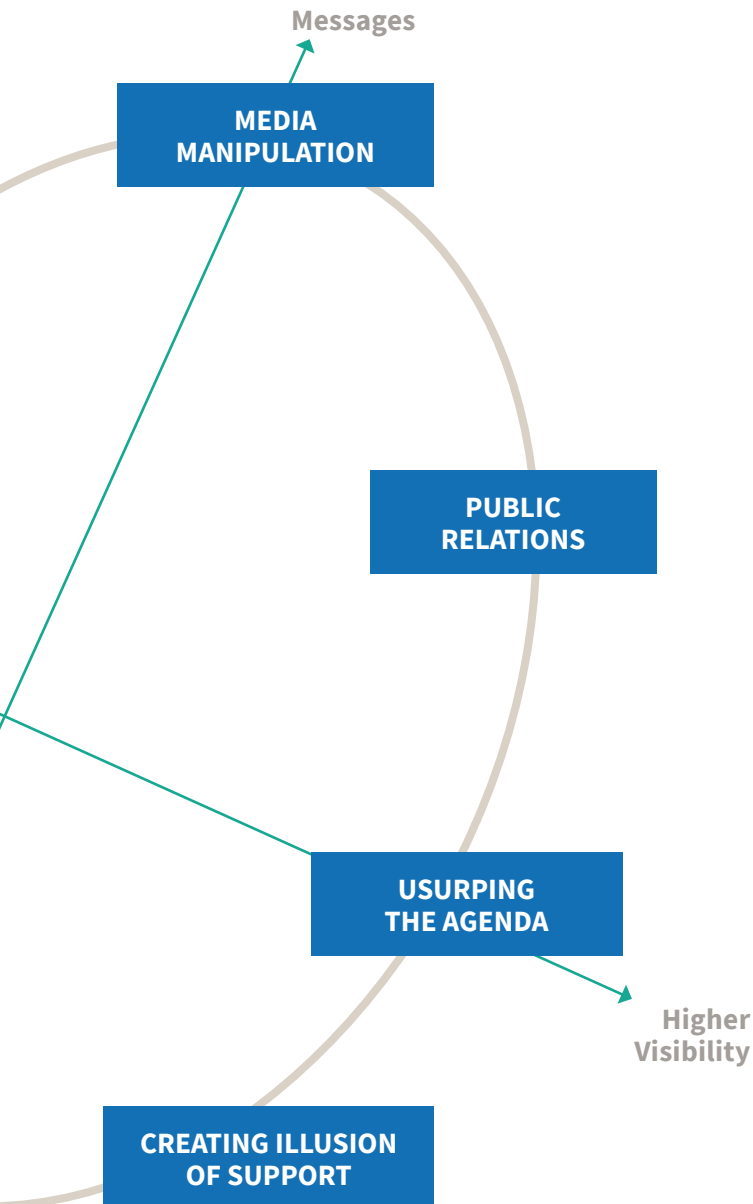 Messages
MEDIA
MANIPULATION
PUBLIC
RELATIONS
USURPING
THE AGENDA
Higher
Visibility
CREATING ILLUSION
OF SUPPORT